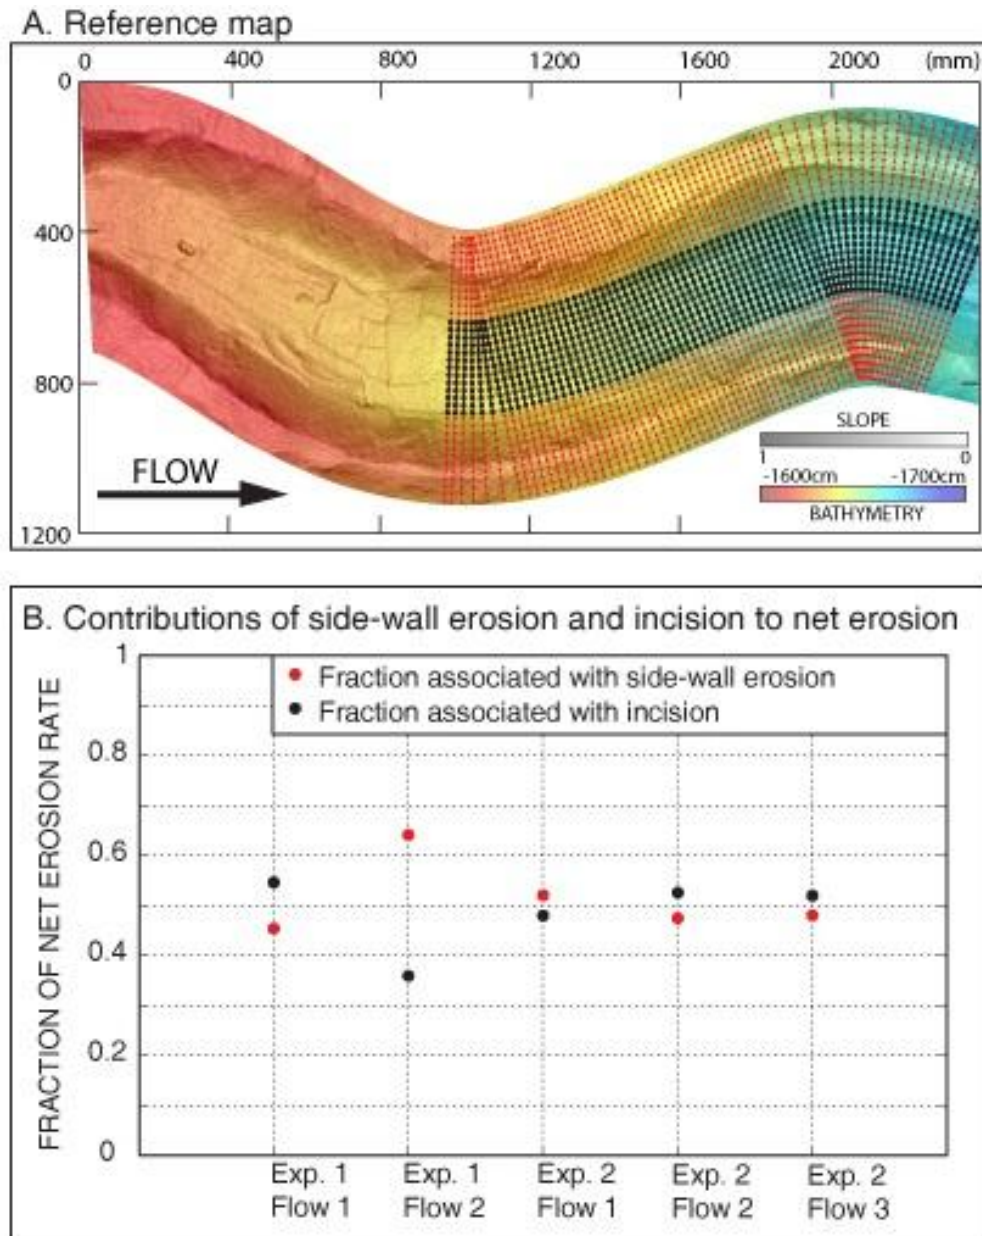 A. Reference map
0 400 800 1200 1600 2000 (mm)
0
400
800
1200
FLOW
SLOPE
1 0
-1600cm -1700cm
BATHYMETRY
B. Contributions of side-wall erosion and incision to net erosion
Fraction associated with side-wall erosion
Fraction associated with incision
FRACTION OF NET EROSION RATE
1
0.8
0.6
0.4
0.2
0
Exp. 1 Exp. 1 Exp. 2 Exp. 2 Exp. 2
Flow 1 Flow 2 Flow 1 Flow 2 Flow 3